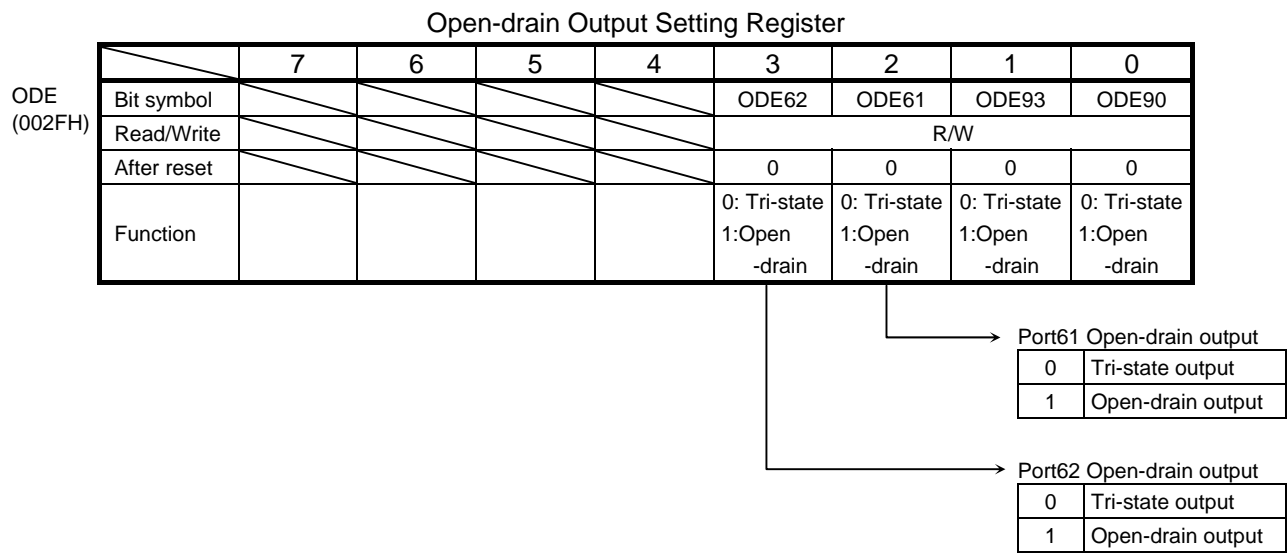 Open-drain Output Setting Register
7 6 5 4 3 2 1 0
ODE
(002FH)
Bit symbol ODE62 ODE61 ODE93 ODE90
Read/Write R/W
After reset 0 0 0 0
Function
0: Tri-state 0: Tri-state 0: Tri-state 0: Tri-state
1:Open 1:Open 1:Open 1:Open
-drain -drain -drain -drain
Port61 Open-drain output
0 Tri-state output
1 Open-drain output
Port62 Open-drain output
0 Tri-state output
1 Open-drain output